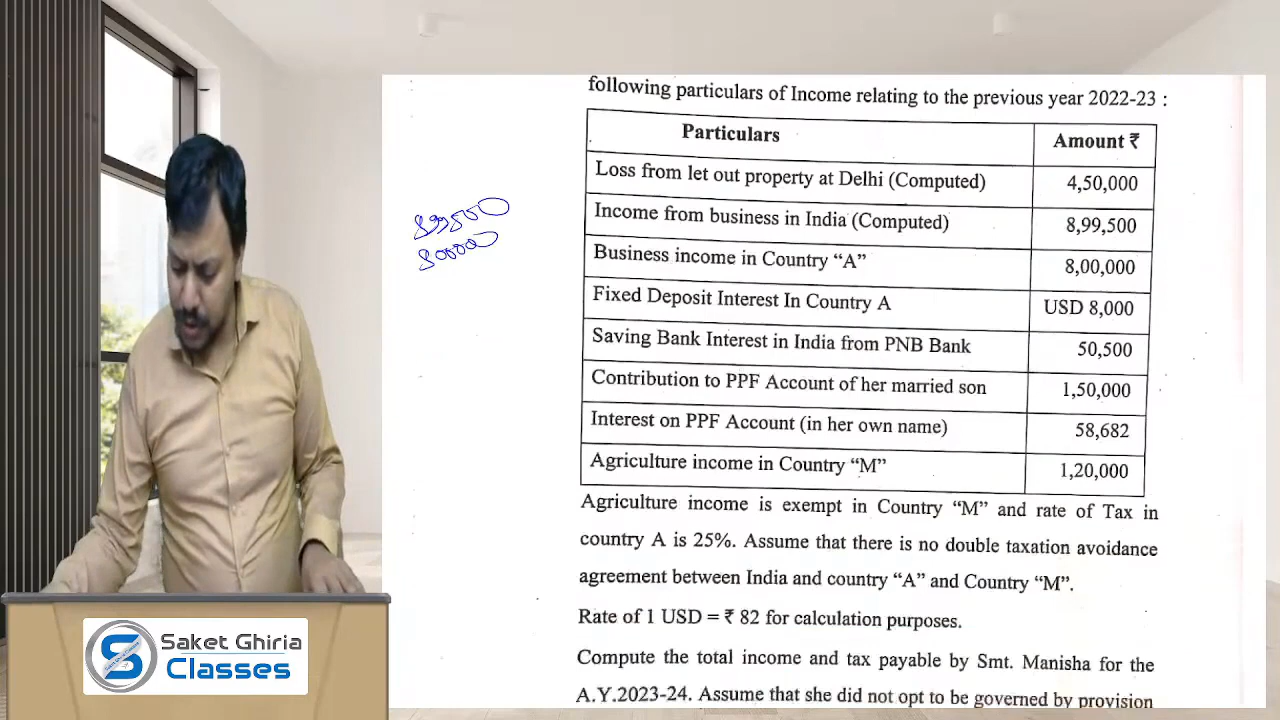 following particulars of Income relating to the previous year 2022-23 :
Particulars Amount ₹
Loss from let out property at Delhi (Computed) 4,50,000
Income from business in India (Computed) 8,99,500
Business income in Country “A” 8,00,000
Fixed Deposit Interest In Country A USD 8,000
Saving Bank Interest in India from PNB Bank 50,500
Contribution to PPF Account of her married son 1,50,000
Interest on PPF Account (in her own name) 58,682
Agriculture income in Country “M” 1,20,000
Agriculture income is exempt in Country “M” and rate of Tax in
country A is 25%. Assume that there is no double taxation avoidance
agreement between India and country “A” and Country “M”.
Rate of 1 USD = ₹ 82 for calculation purposes.
Compute the total income and tax payable by Smt. Manisha for the
A.Y.2023-24. Assume that she did not opt to be governed by provision
899500
800000
Saket Ghiria
Classes